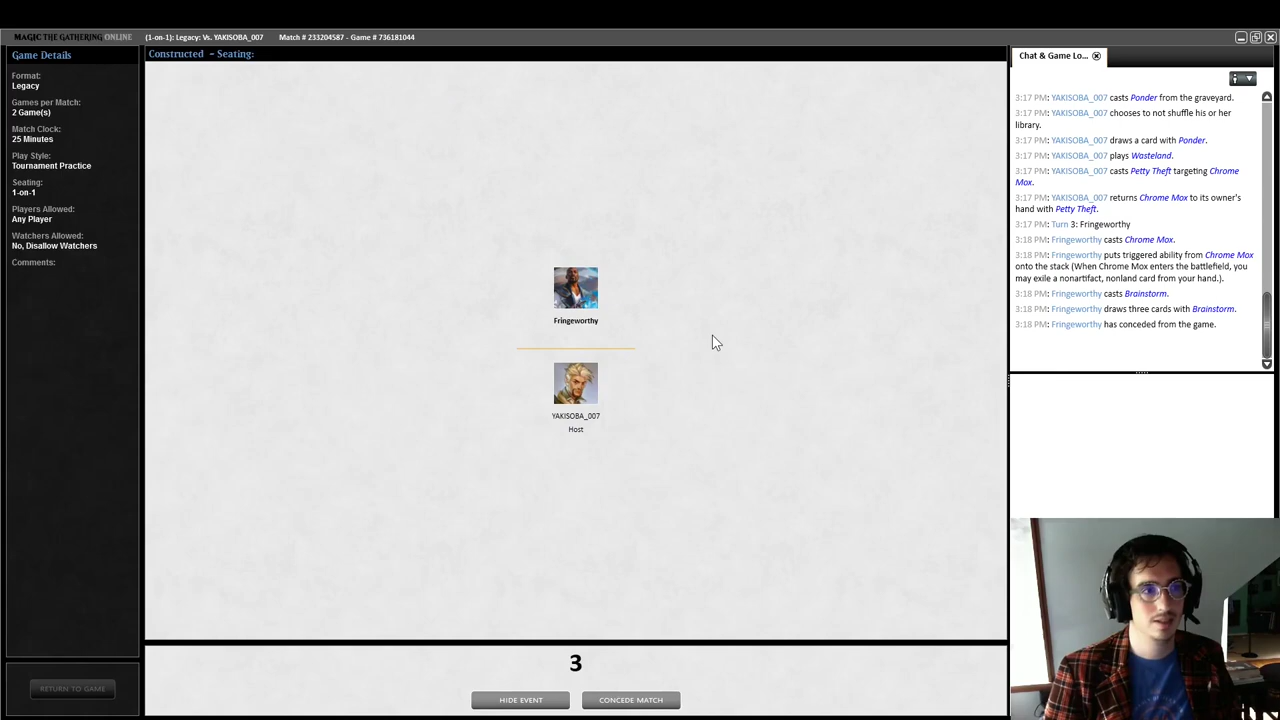 MAGIC THE GATHERING ONLINE
(1-on-1): Legacy: Vs. YAKISOBA_007 Match # 233204587 - Game # 736181044
Game Details
Format:
Legacy
Games per Match:
2 Game(s)
Match Clock:
25 Minutes
Play Style:
Tournament Practice
Seating:
1-on-1
Players Allowed:
Any Player
Watchers Allowed:
No, Disallow Watchers
Comments:
RETURN TO GAME
Constructed - Seating:
Fringeworthy
YAKISOBA_007
Host
3
HIDE EVENT
CONCEDE MATCH
Chat & Game Lo...
3:17 PM: YAKISOBA_007 casts Ponder from the graveyard.
3:17 PM: YAKISOBA_007 chooses to not shuffle his or her
library.
3:17 PM: YAKISOBA_007 draws a card with Ponder.
3:17 PM: YAKISOBA_007 plays Wasteland.
3:17 PM: YAKISOBA_007 casts Petty Theft targeting Chrome
Mox.
3:17 PM: YAKISOBA_007 returns Chrome Mox to its owner's
hand with Petty Theft.
3:17 PM: Turn 3: Fringeworthy
3:18 PM: Fringeworthy casts Chrome Mox.
3:18 PM: Fringeworthy puts triggered ability from Chrome Mox
onto the stack (When Chrome Mox enters the battlefield, you
may exile a nonartifact, nonland card from your hand.).
3:18 PM: Fringeworthy casts Brainstorm.
3:18 PM: Fringeworthy draws three cards with Brainstorm.
3:18 PM: Fringeworthy has conceded from the game.